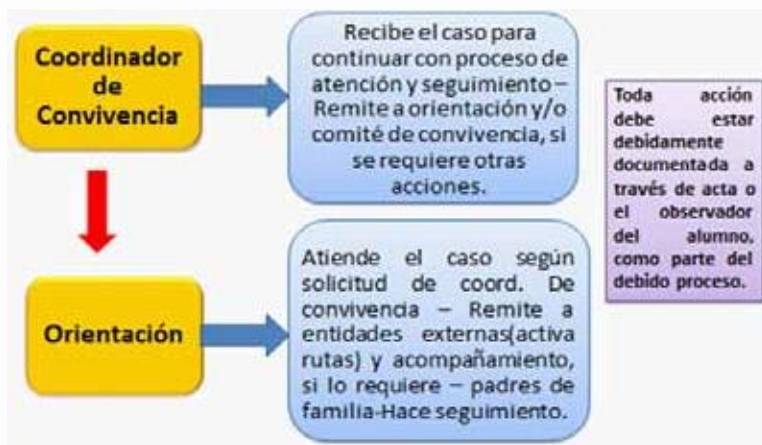 Coordinador
de
Convivencia
Recibe el caso para
continuar con proceso de
atención y seguimiento –
Remite a orientación y/o
comité de convivencia, si
se requiere otras
acciones.
Toda acción
debe estar
debidamente
documentada a
través de acta o
el observador
del alumno,
como parte del
debido proceso.
Orientación
Atiende el caso según
solicitud de coord. De
convivencia – Remite a
entidades externas(activa
rutas) y acompañamiento,
si lo requiere – padres de
familia-Hace seguimiento.